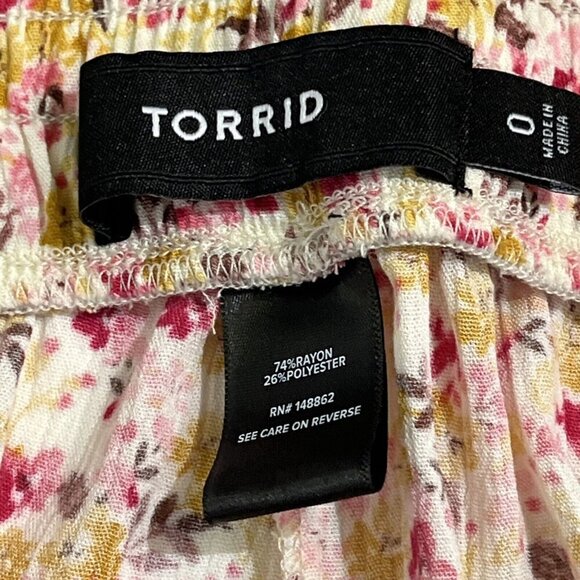 TORRID
0
MADE IN
CHINA
74%RAYON
26%POLYESTER
RN# 148862
SEE CARE ON REVERSE